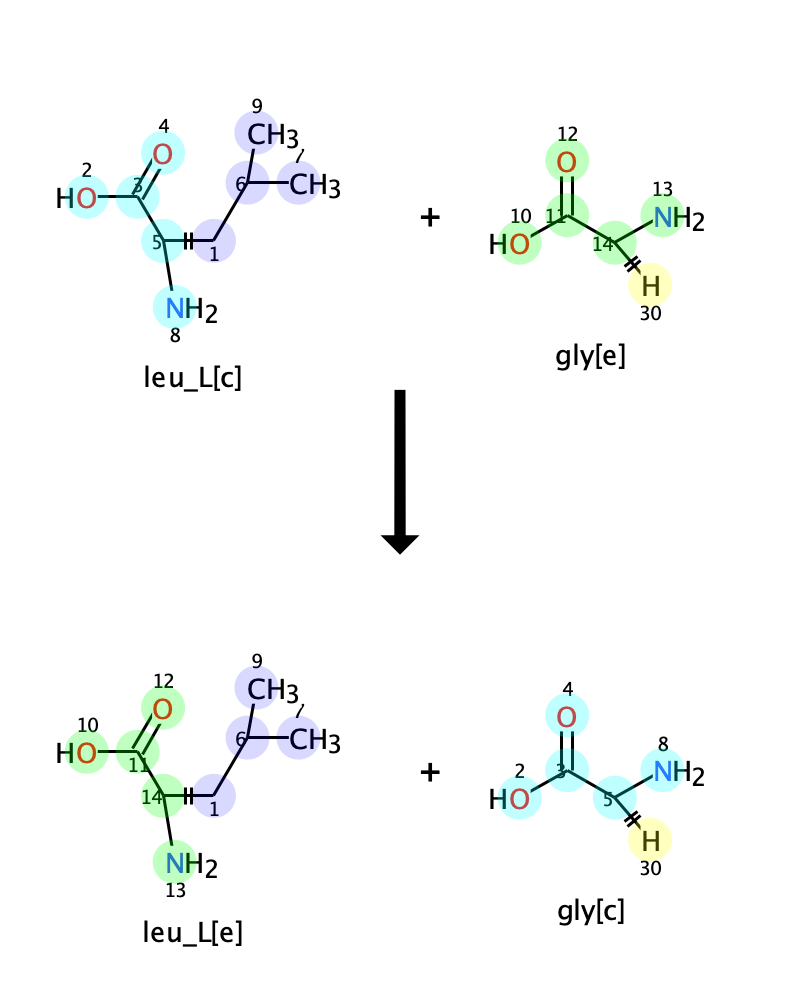 9
4 CH3 7
2 O 12
HO 3 6 CH3 O
10 11 13
5 1 + HO 14 NH2
NH2 H
8 30
leu_L[c] gly[e]
9
12 CH3 7
10 O 4
HO 11 6 CH3 O
2 3 8
14 1 + HO 5 NH2
NH2 H
13 30
leu_L[e] gly[c]